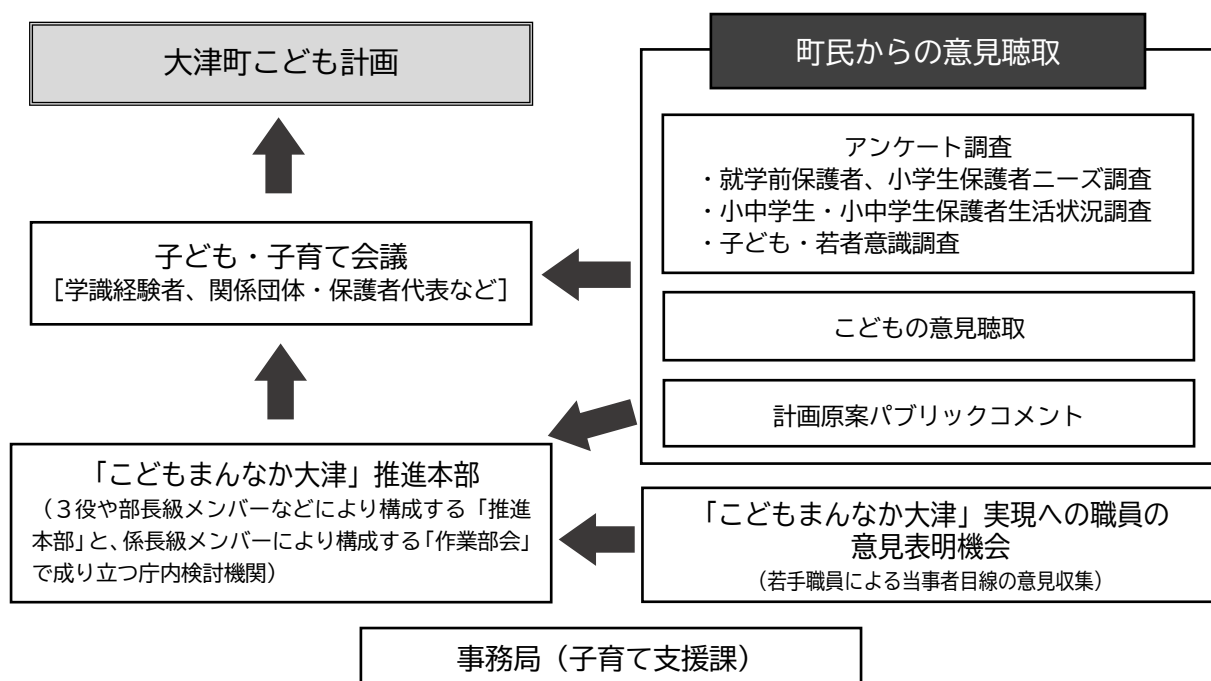 大津町こども計画
町民からの意見聴取
アンケート調査
・就学前保護者、小学生保護者ニーズ調査
・小中学生・小中学生保護者生活状況調査
・子ども・若者意識調査
子ども・子育て会議
［学識経験者、関係団体・保護者代表など］
こどもの意見聴取
計画原案パブリックコメント
「こどもまんなか大津」推進本部
（３役や部長級メンバーなどにより構成する「推進
本部」と、係長級メンバーにより構成する「作業部会」
で成り立つ庁内検討機関）
「こどもまんなか大津」実現への職員の
意見表明機会
（若手職員による当事者目線の意見収集）
事務局（子育て支援課）